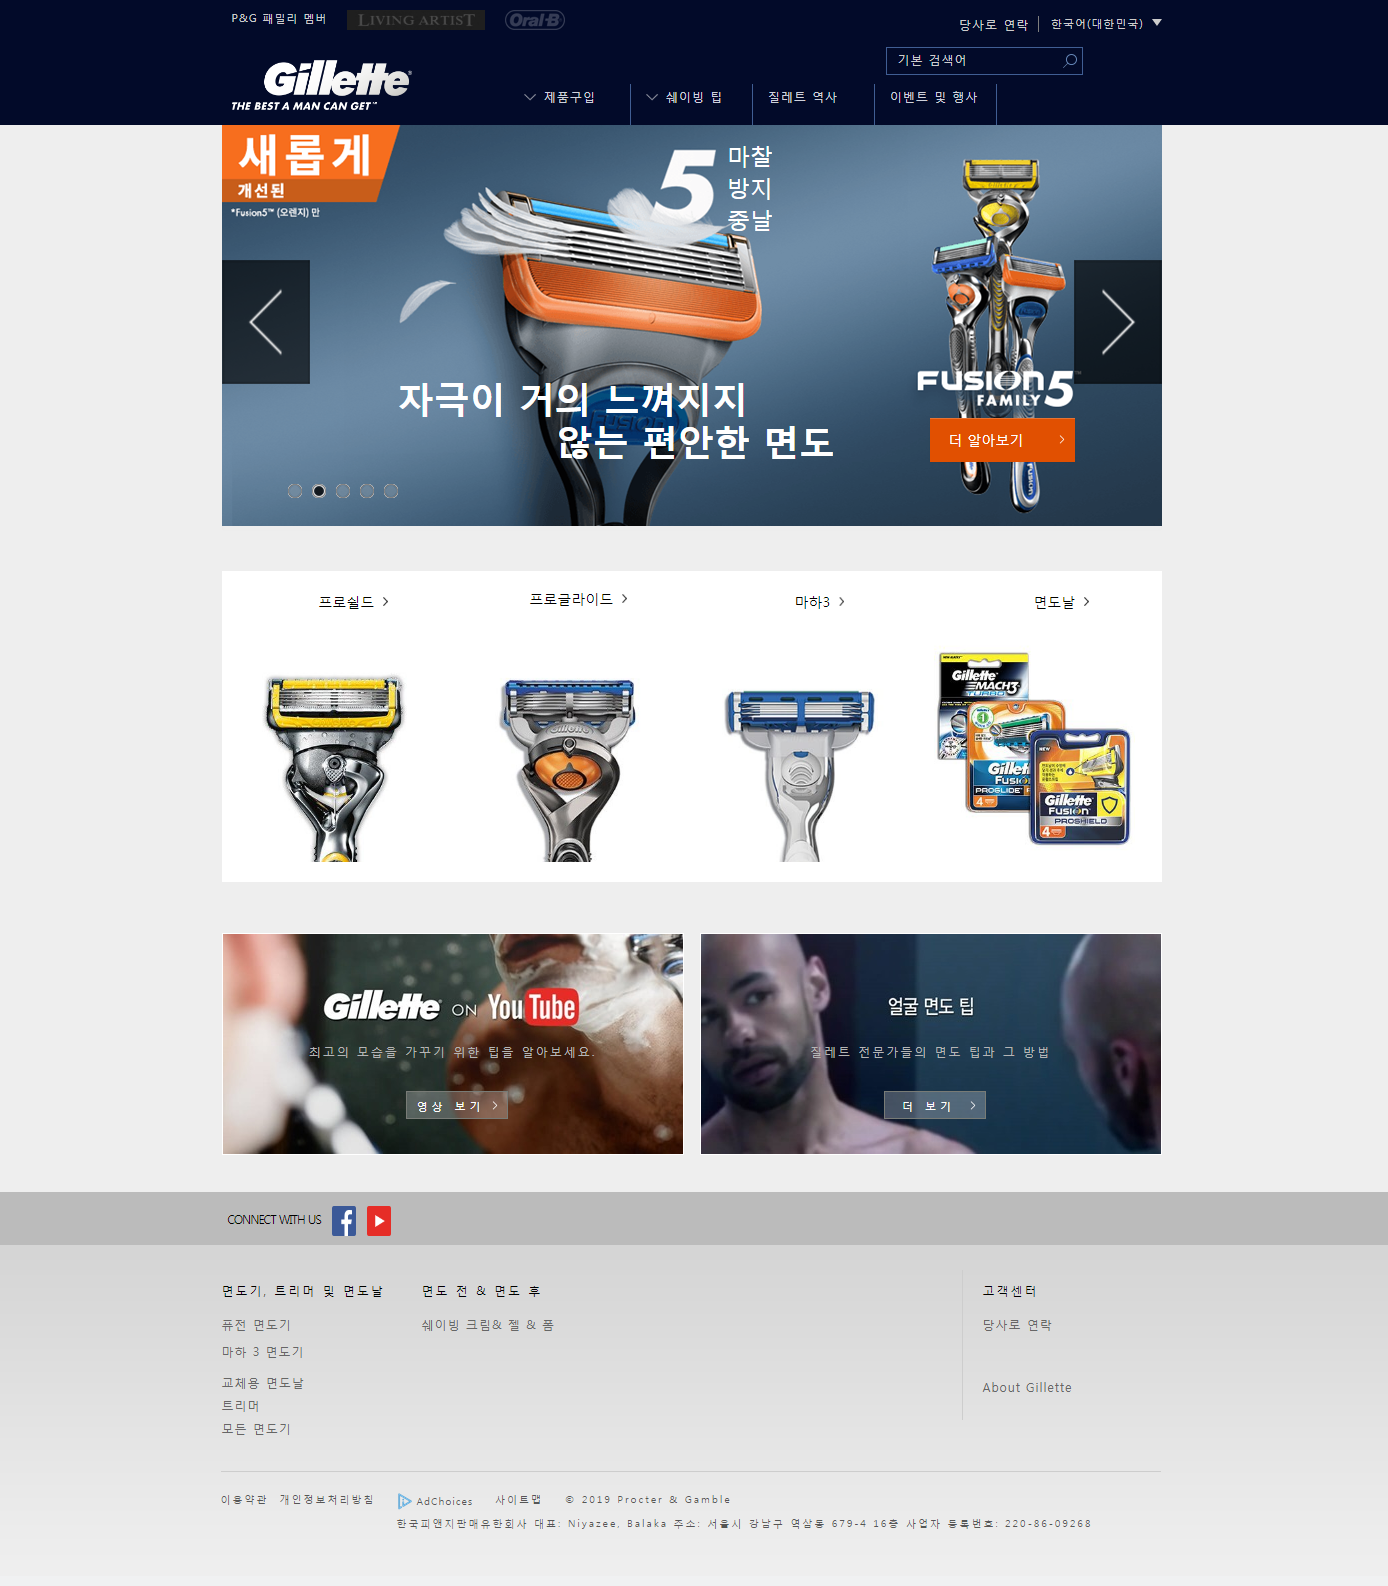 P&G 패밀리 멤버
LIVING ARTIST
Oral-B
당사로 연락
한국어(대한민국)
기본 검색어
Gillette
THE BEST A MAN CAN GET™
제품구입
쉐이빙 팁
질레트 역사
이벤트 및 행사
새롭게
개선된
*Fusion5™ (오렌지) 만
5 마찰
방지
중날
자극이 거의 느껴지지
않는 편안한 면도
FUSION5™
FAMILY
더 알아보기
프로쉴드
프로글라이드
마하3
면도날
Gillette
MACH3
TURBO
Gillette
FUSION
PROGLIDE
4
NEW
Gillette
FUSION
PROSHIELD
4
Gillette ON YouTube
최고의 모습을 가꾸기 위한 팁을 알아보세요.
영상 보기
얼굴 면도 팁
질레트 전문가들의 면도 팁과 그 방법
더 보기
CONNECT WITH US
면도기, 트리머 및 면도날
퓨전 면도기
마하 3 면도기
교체용 면도날
트리머
모든 면도기
면도 전 & 면도 후
쉐이빙 크림& 젤 & 폼
고객센터
당사로 연락
About Gillette
이용약관
개인정보처리방침
AdChoices
사이트맵
© 2019 Procter & Gamble
한국피앤지판매유한회사 대표: Niyazee, Balaka 주소: 서울시 강남구 역삼동 679-4 16층 사업자 등록번호: 220-86-09268